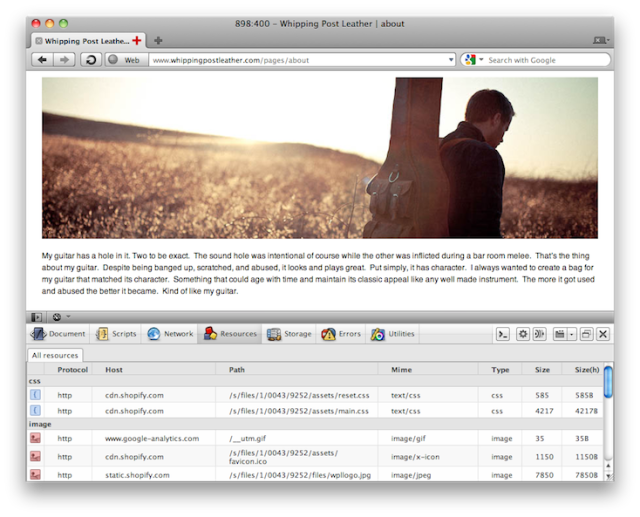 898:400 – Whipping Post Leather | about
Whipping Post Leathe...
Web www.whippingpostleather.com/pages/about Search with Google
My guitar has a hole in it. Two to be exact. The sound hole was intentional of course while the other was inflicted during a bar room melee. That's the thing
about my guitar. Despite being banged up, scratched, and abused, it looks and plays great. Put simply, it has character. I always wanted to create a bag for
my guitar that matched its character. Something that could age with time and maintain its classic appeal like any well made instrument. The more it got used
and abused the better it became. Kind of like my guitar.
Document Scripts Network Resources Storage Errors Utilities
All resources
Protocol Host Path Mime Type Size Size(h)
css
http cdn.shopify.com /s/files/1/0043/9252/assets/reset.css text/css css 585 585B
http cdn.shopify.com /s/files/1/0043/9252/assets/main.css text/css css 4217 4217B
image
http www.google-analytics.com /__utm.gif image/gif image 35 35B
http cdn.shopify.com /s/files/1/0043/9252/assets/
favicon.ico image/x-icon image 1150 1150B
http static.shopify.com /s/files/1/0043/9252/files/wpllogo.jpg image/jpeg image 7850 7850B